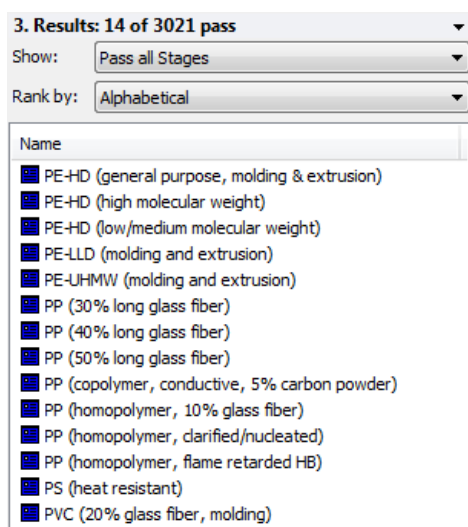 3. Results: 14 of 3021 pass
Show: Pass all Stages
Rank by: Alphabetical
Name
PE-HD (general purpose, molding & extrusion)
PE-HD (high molecular weight)
PE-HD (low/medium molecular weight)
PE-LLD (molding and extrusion)
PE-UHMW (molding and extrusion)
PP (30% long glass fiber)
PP (40% long glass fiber)
PP (50% long glass fiber)
PP (copolymer, conductive, 5% carbon powder)
PP (homopolymer, 10% glass fiber)
PP (homopolymer, clarified/nucleated)
PP (homopolymer, flame retarded HB)
PS (heat resistant)
PVC (20% glass fiber, molding)